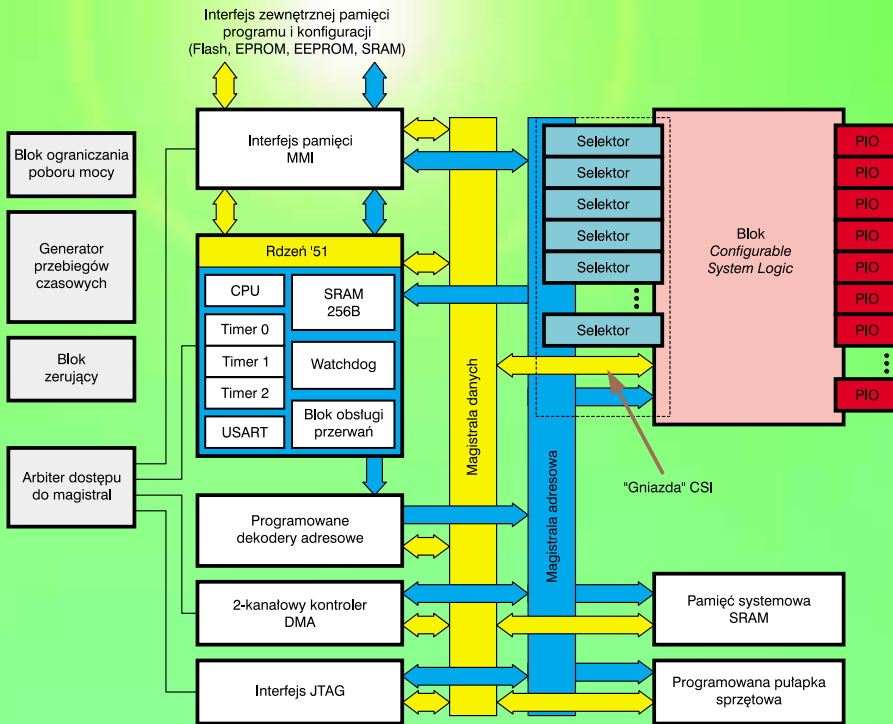 Interfejs zewnętrznej pamięci
programu i konfiguracji
(Flash, EPROM, EEPROM, SRAM)
Blok ograniczania
poboru mocy
Generator
przebiegów
czasowych
Blok
zerujący
Arbiter dostępu
do magistral
Interfejs pamięci
MMI
Rdzeń '51
CPU
Timer 0
Timer 1
Timer 2
USART
SRAM
256B
Watchdog
Blok obsługi
przerwań
Programowane
dekodery adresowe
2-kanałowy kontroler
DMA
Interfejs JTAG
Magistrala danych
Magistrala adresowa
Selektor
Selektor
Selektor
Selektor
Selektor
Selektor
Blok
Configurable
System Logic
PIO
PIO
PIO
PIO
PIO
PIO
PIO
PIO
"Gniazda" CSI
Pamięć systemowa
SRAM
Programowana pułapka
sprzętowa